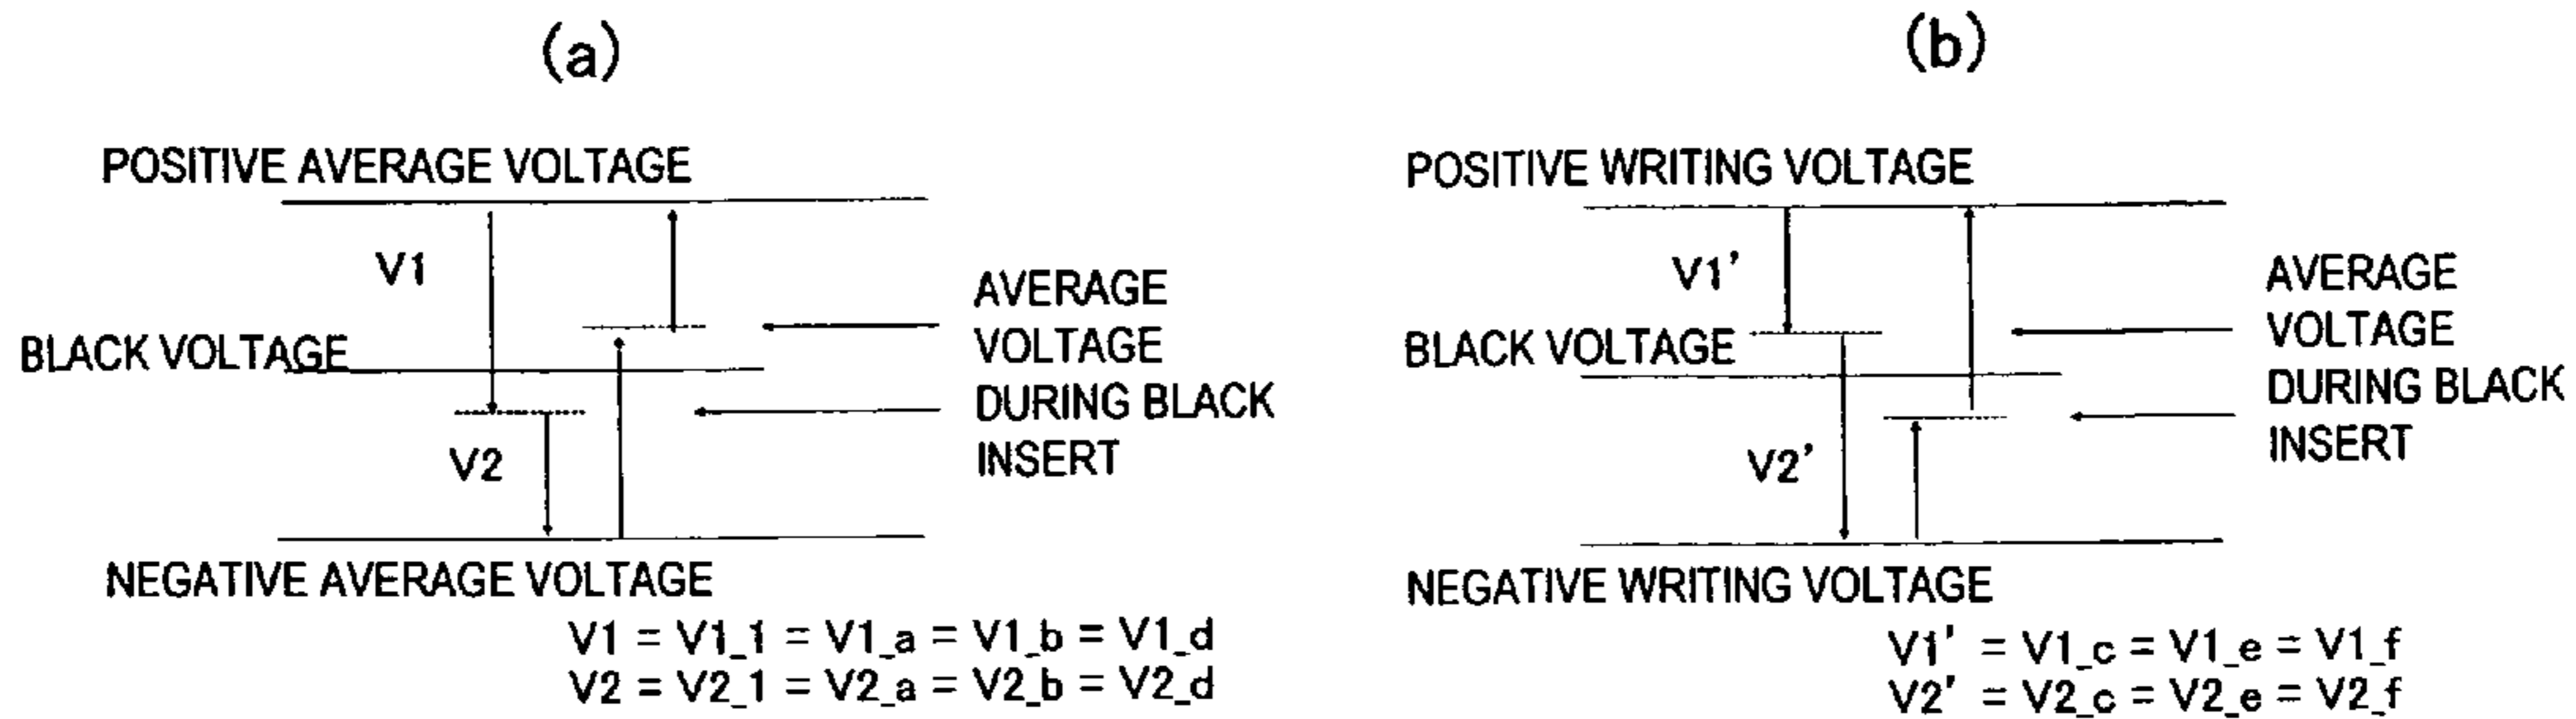 (a)
POSITIVE AVERAGE VOLTAGE
V1
BLACK VOLTAGE
V2
AVERAGE
VOLTAGE
DURING BLACK
INSERT
NEGATIVE AVERAGE VOLTAGE
V1 = V1_1 = V1_a = V1_b = V1_d
V2 = V2_1 = V2_a = V2_b = V2_d
(b)
POSITIVE WRITING VOLTAGE
V1'
BLACK VOLTAGE
V2'
AVERAGE
VOLTAGE
DURING BLACK
INSERT
NEGATIVE WRITING VOLTAGE
V1' = V1_c = V1_e = V1_f
V2' = V2_c = V2_e = V2_f